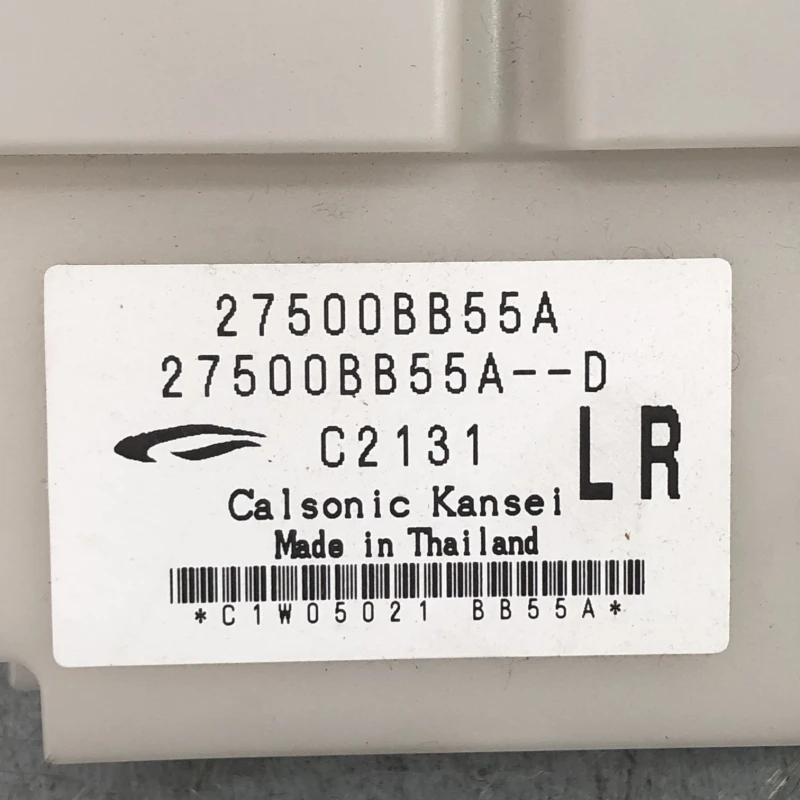 27500BB55A
27500BB55A--D
C2131 LR
Calsonic Kansei
Made in Thailand
*C1W05021 BB55A*